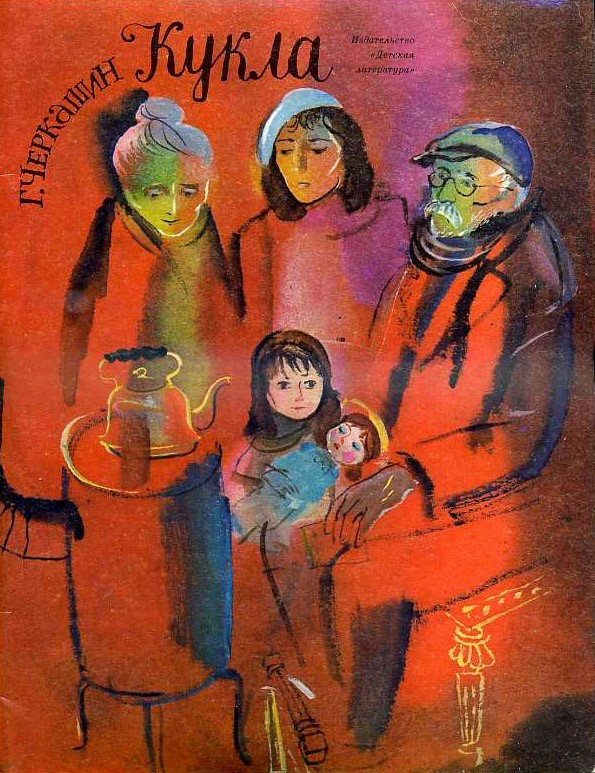 Г. ЧЕРКАШИН
Кукла
Издательство
«Детская
литература»